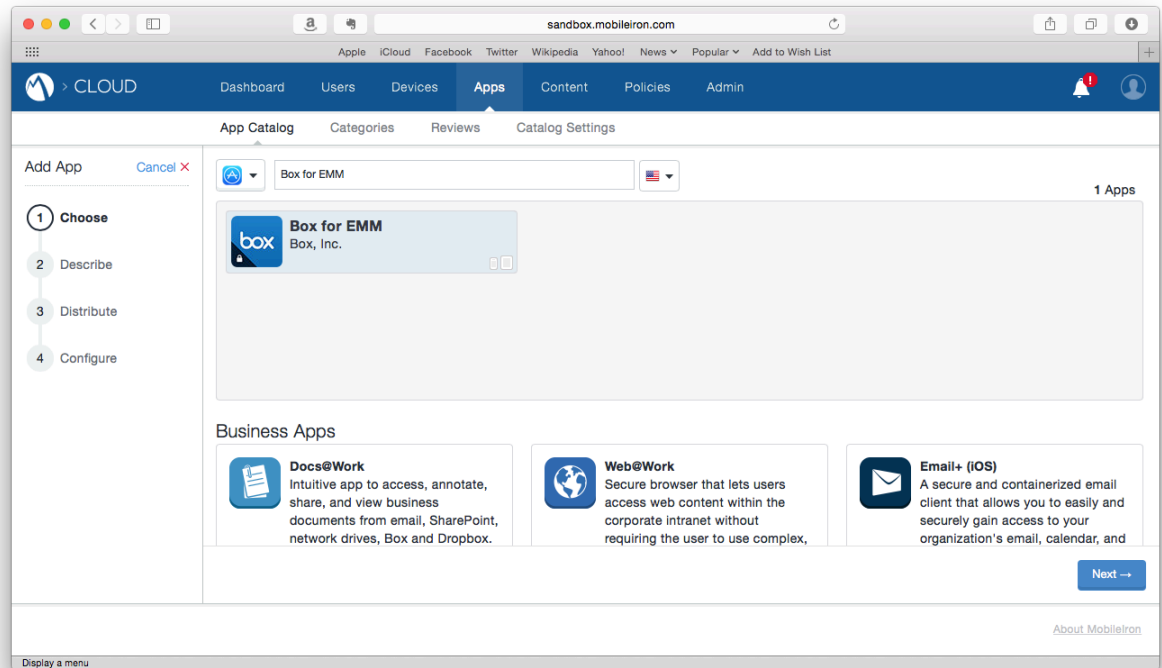 sandbox.mobileiron.com
Apple iCloud Facebook Twitter Wikipedia Yahoo! News Popular Add to Wish List
> CLOUD Dashboard Users Devices Apps Content Policies Admin !
App Catalog Categories Reviews Catalog Settings
Add App Cancel ×
Box for EMM
1 Apps
1 Choose
2 Describe
3 Distribute
4 Configure
box
Box for EMM
Box, Inc.
Business Apps
Docs@Work
Intuitive app to access, annotate,
share, and view business
documents from email, SharePoint,
network drives, Box and Dropbox.
Web@Work
Secure browser that lets users
access web content within the
corporate intranet without
requiring the user to use complex,
Email+ (iOS)
A secure and containerized email
client that allows you to easily and
securely gain access to your
organization's email, calendar, and
Next →
About MobileIron
Display a menu